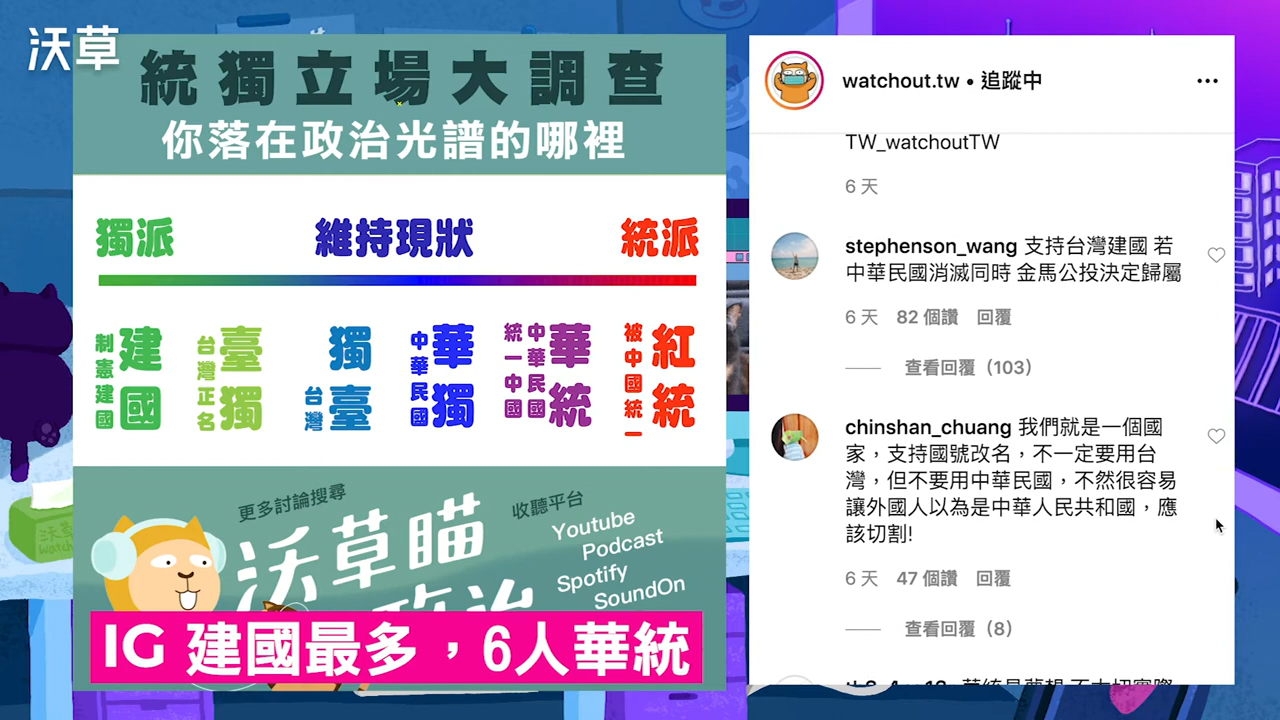 沃草
統獨立場大調查
你落在政治光譜的哪裡
獨派 維持現狀 統派
制憲建國 建國
台灣正名 臺獨
台灣 獨臺
中華民國 華獨
統一中國 中華民國 華統
被中國統一 紅統
更多討論搜尋
沃草瞄
政治
收聽平台
Youtube
Podcast
Spotify
SoundOn
IG 建國最多，6人華統
watchout.tw • 追蹤中
TW_watchoutTW
6 天
stephenson_wang 支持台灣建國 若
中華民國消滅同時 金馬公投決定歸屬
6 天 82 個讚 回覆
查看回覆（103）
chinshan_chuang 我們就是一個國
家，支持國號改名，不一定要用台
灣，但不要用中華民國，不然很容易
讓外國人以為是中華人民共和國，應
該切割!
6 天 47 個讚 回覆
查看回覆（8）